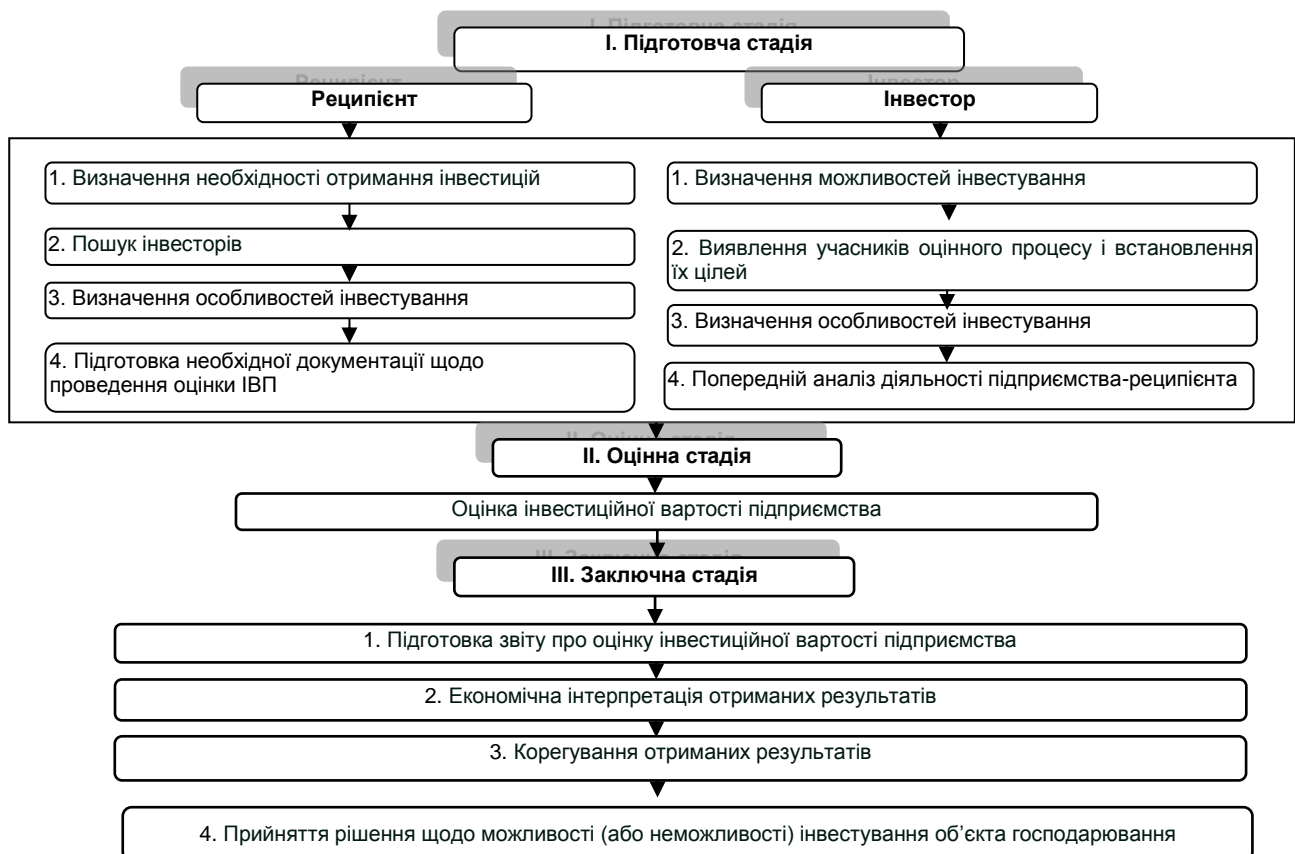 І. Підготовча стадія
Реципієнт
Інвестор
1. Визначення необхідності отримання інвестицій
2. Пошук інвесторів
3. Визначення особливостей інвестування
4. Підготовка необхідної документації щодо
проведення оцінки ІВП
1. Визначення можливостей інвестування
2. Виявлення учасників оцінного процесу і встановлення
їх цілей
3. Визначення особливостей інвестування
4. Попередній аналіз діяльності підприємства-реципієнта
ІІ. Оцінна стадія
Оцінка інвестиційної вартості підприємства
ІІІ. Заключна стадія
1. Підготовка звіту про оцінку інвестиційної вартості підприємства
2. Економічна інтерпретація отриманих результатів
3. Корегування отриманих результатів
4. Прийняття рішення щодо можливості (або неможливості) інвестування об’єкта господарювання